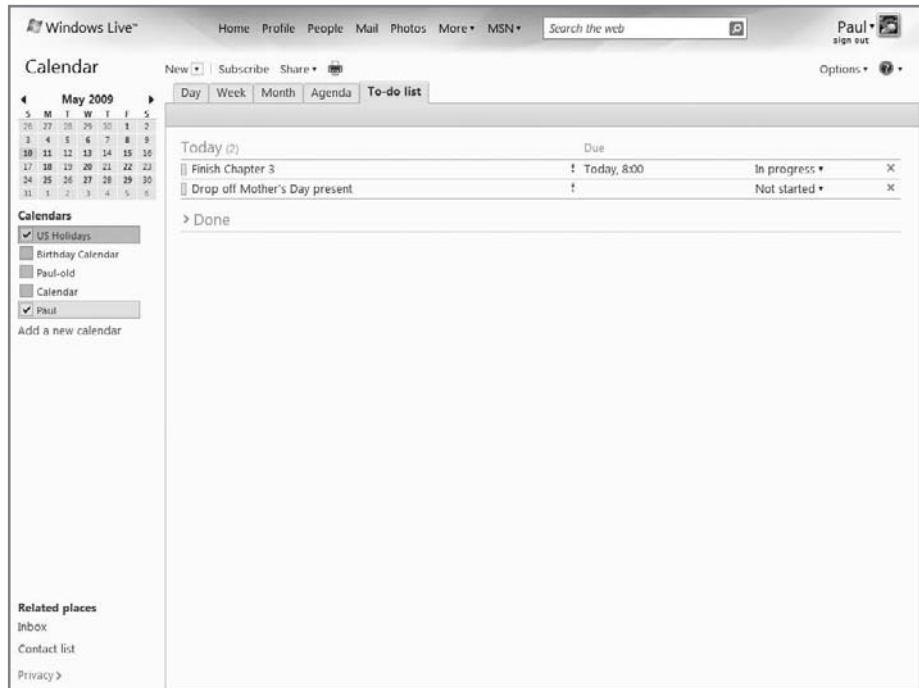 Windows Live™ Home Profile People Mail Photos More MSN Search the web Paul
sign out
Calendar New Subscribe Share Options
May 2009
S M T W T F S
26 27 28 29 30 1 2
3 4 5 6 7 8 9
10 11 12 13 14 15 16
17 18 19 20 21 22 23
24 25 26 27 28 29 30
31 1 2 3 4 5 6
Day Week Month Agenda To-do list
Today (2) Due
Finish Chapter 3 ! Today, 8:00 In progress ×
Drop off Mother's Day present ! Not started ×
> Done
Calendars
US Holidays
Birthday Calendar
Paul-old
Calendar
Paul
Add a new calendar
Related places
Inbox
Contact list
Privacy >